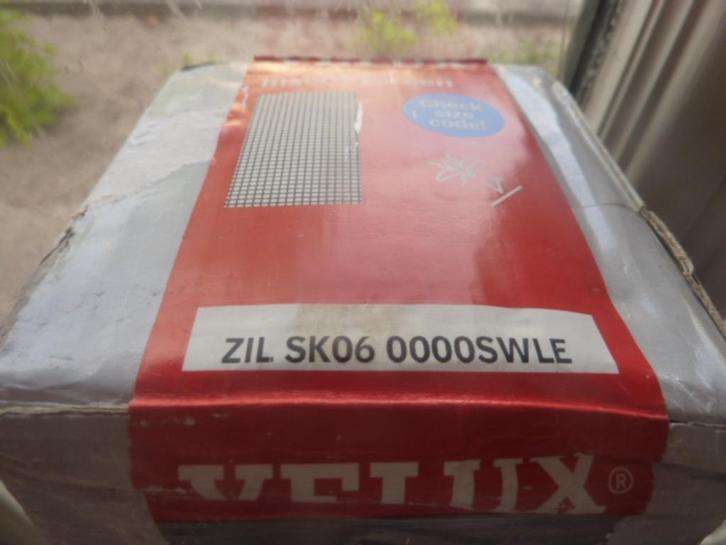 Check
size
code!
ZIL SK06 0000SWLE
VELUX®